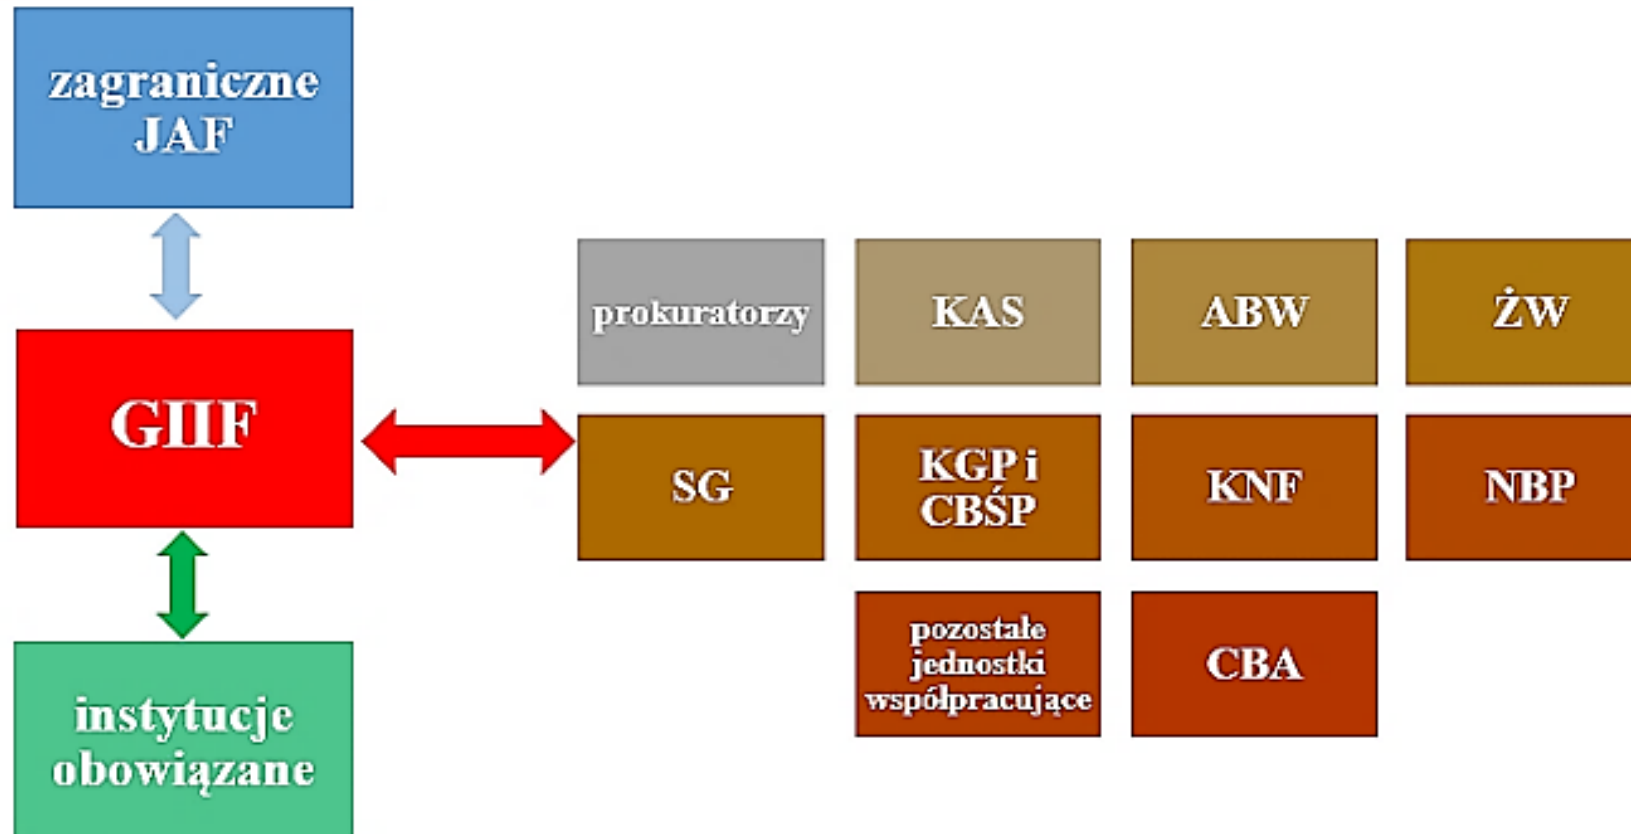 zagraniczne
JAF
GIIF
instytucje
obowiązane
prokuratorzy
KAS
ABW
ŻW
SG
KGP i
CBŚP
KNF
NBP
pozostałe
jednostki
współpracujące
CBA